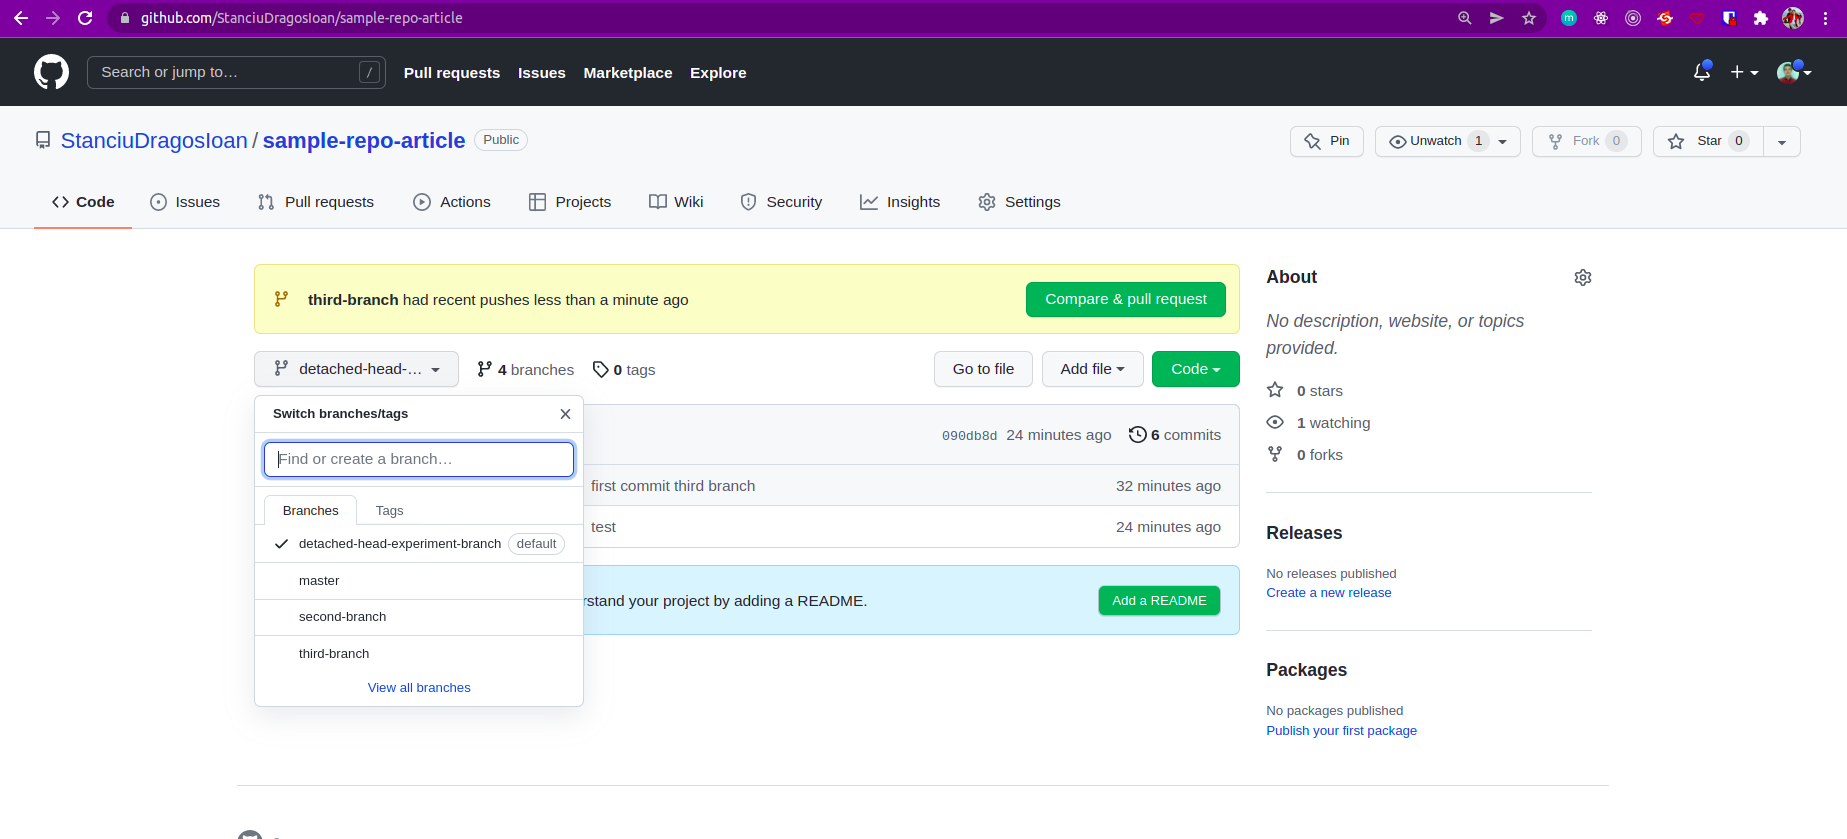 github.com/StanciuDragosIoan/sample-repo-article
m
Search or jump to… /
Pull requests Issues Marketplace Explore
StanciuDragosIoan / sample-repo-article Public
Pin Unwatch 1 Fork 0 Star 0
Code Issues Pull requests Actions Projects Wiki Security Insights Settings
third-branch had recent pushes less than a minute ago
Compare & pull request
detached-head-… 4 branches 0 tags
Go to file Add file Code
Switch branches/tags
Find or create a branch…
Branches Tags
detached-head-experiment-branch default
master
second-branch
third-branch
View all branches
090db8d 24 minutes ago 6 commits
first commit third branch 32 minutes ago
test 24 minutes ago
rstand your project by adding a README.
Add a README
About
No description, website, or topics
provided.
0 stars
1 watching
0 forks
Releases
No releases published
Create a new release
Packages
No packages published
Publish your first package